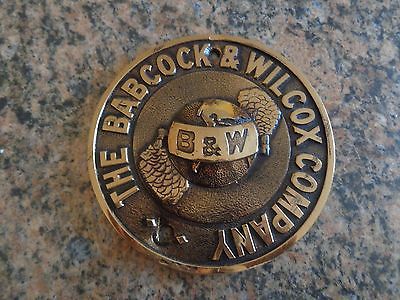 THE BABCOCK & WILCOX COMPANY
B & W